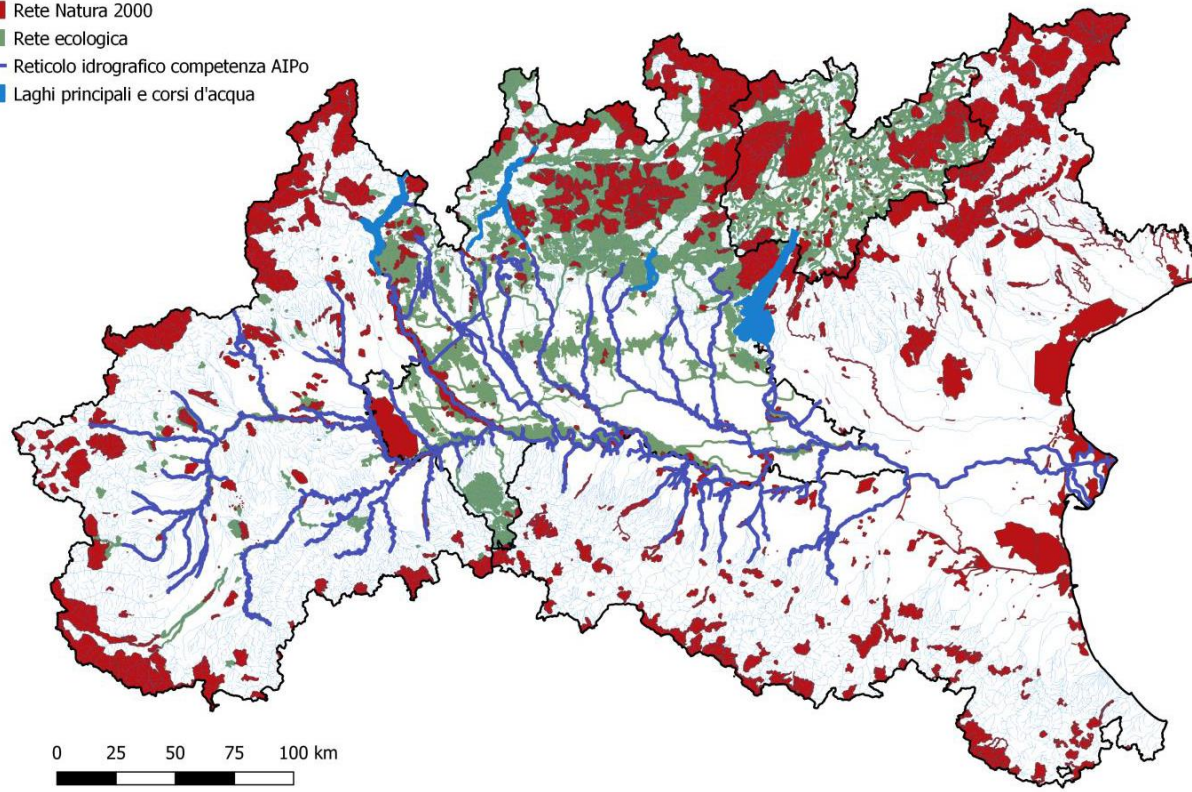 Rete Natura 2000
Rete ecologica
Reticolo idrografico competenza AIPo
Laghi principali e corsi d'acqua
0 25 50 75 100 km